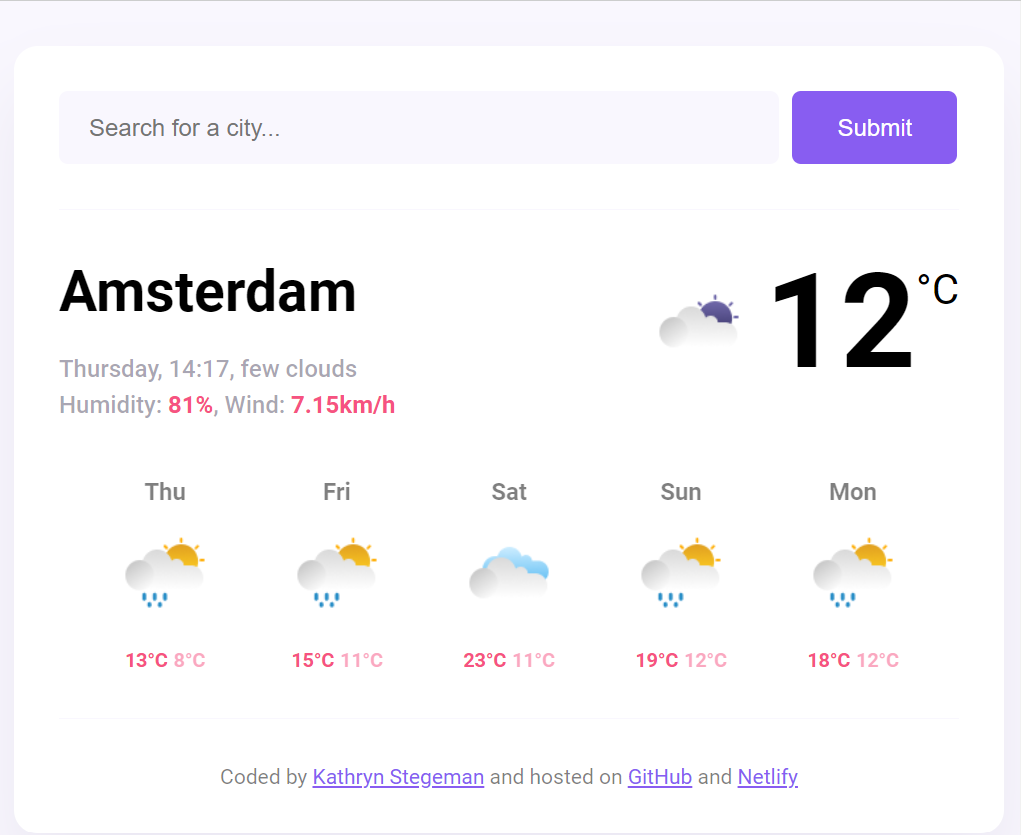 Search for a city...
Submit
Amsterdam
12 °C
Thursday, 14:17, few clouds
Humidity: 81%, Wind: 7.15km/h
Thu Fri Sat Sun Mon
13°C 8°C 15°C 11°C 23°C 11°C 19°C 12°C 18°C 12°C
Coded by Kathryn Stegeman and hosted on GitHub and Netlify